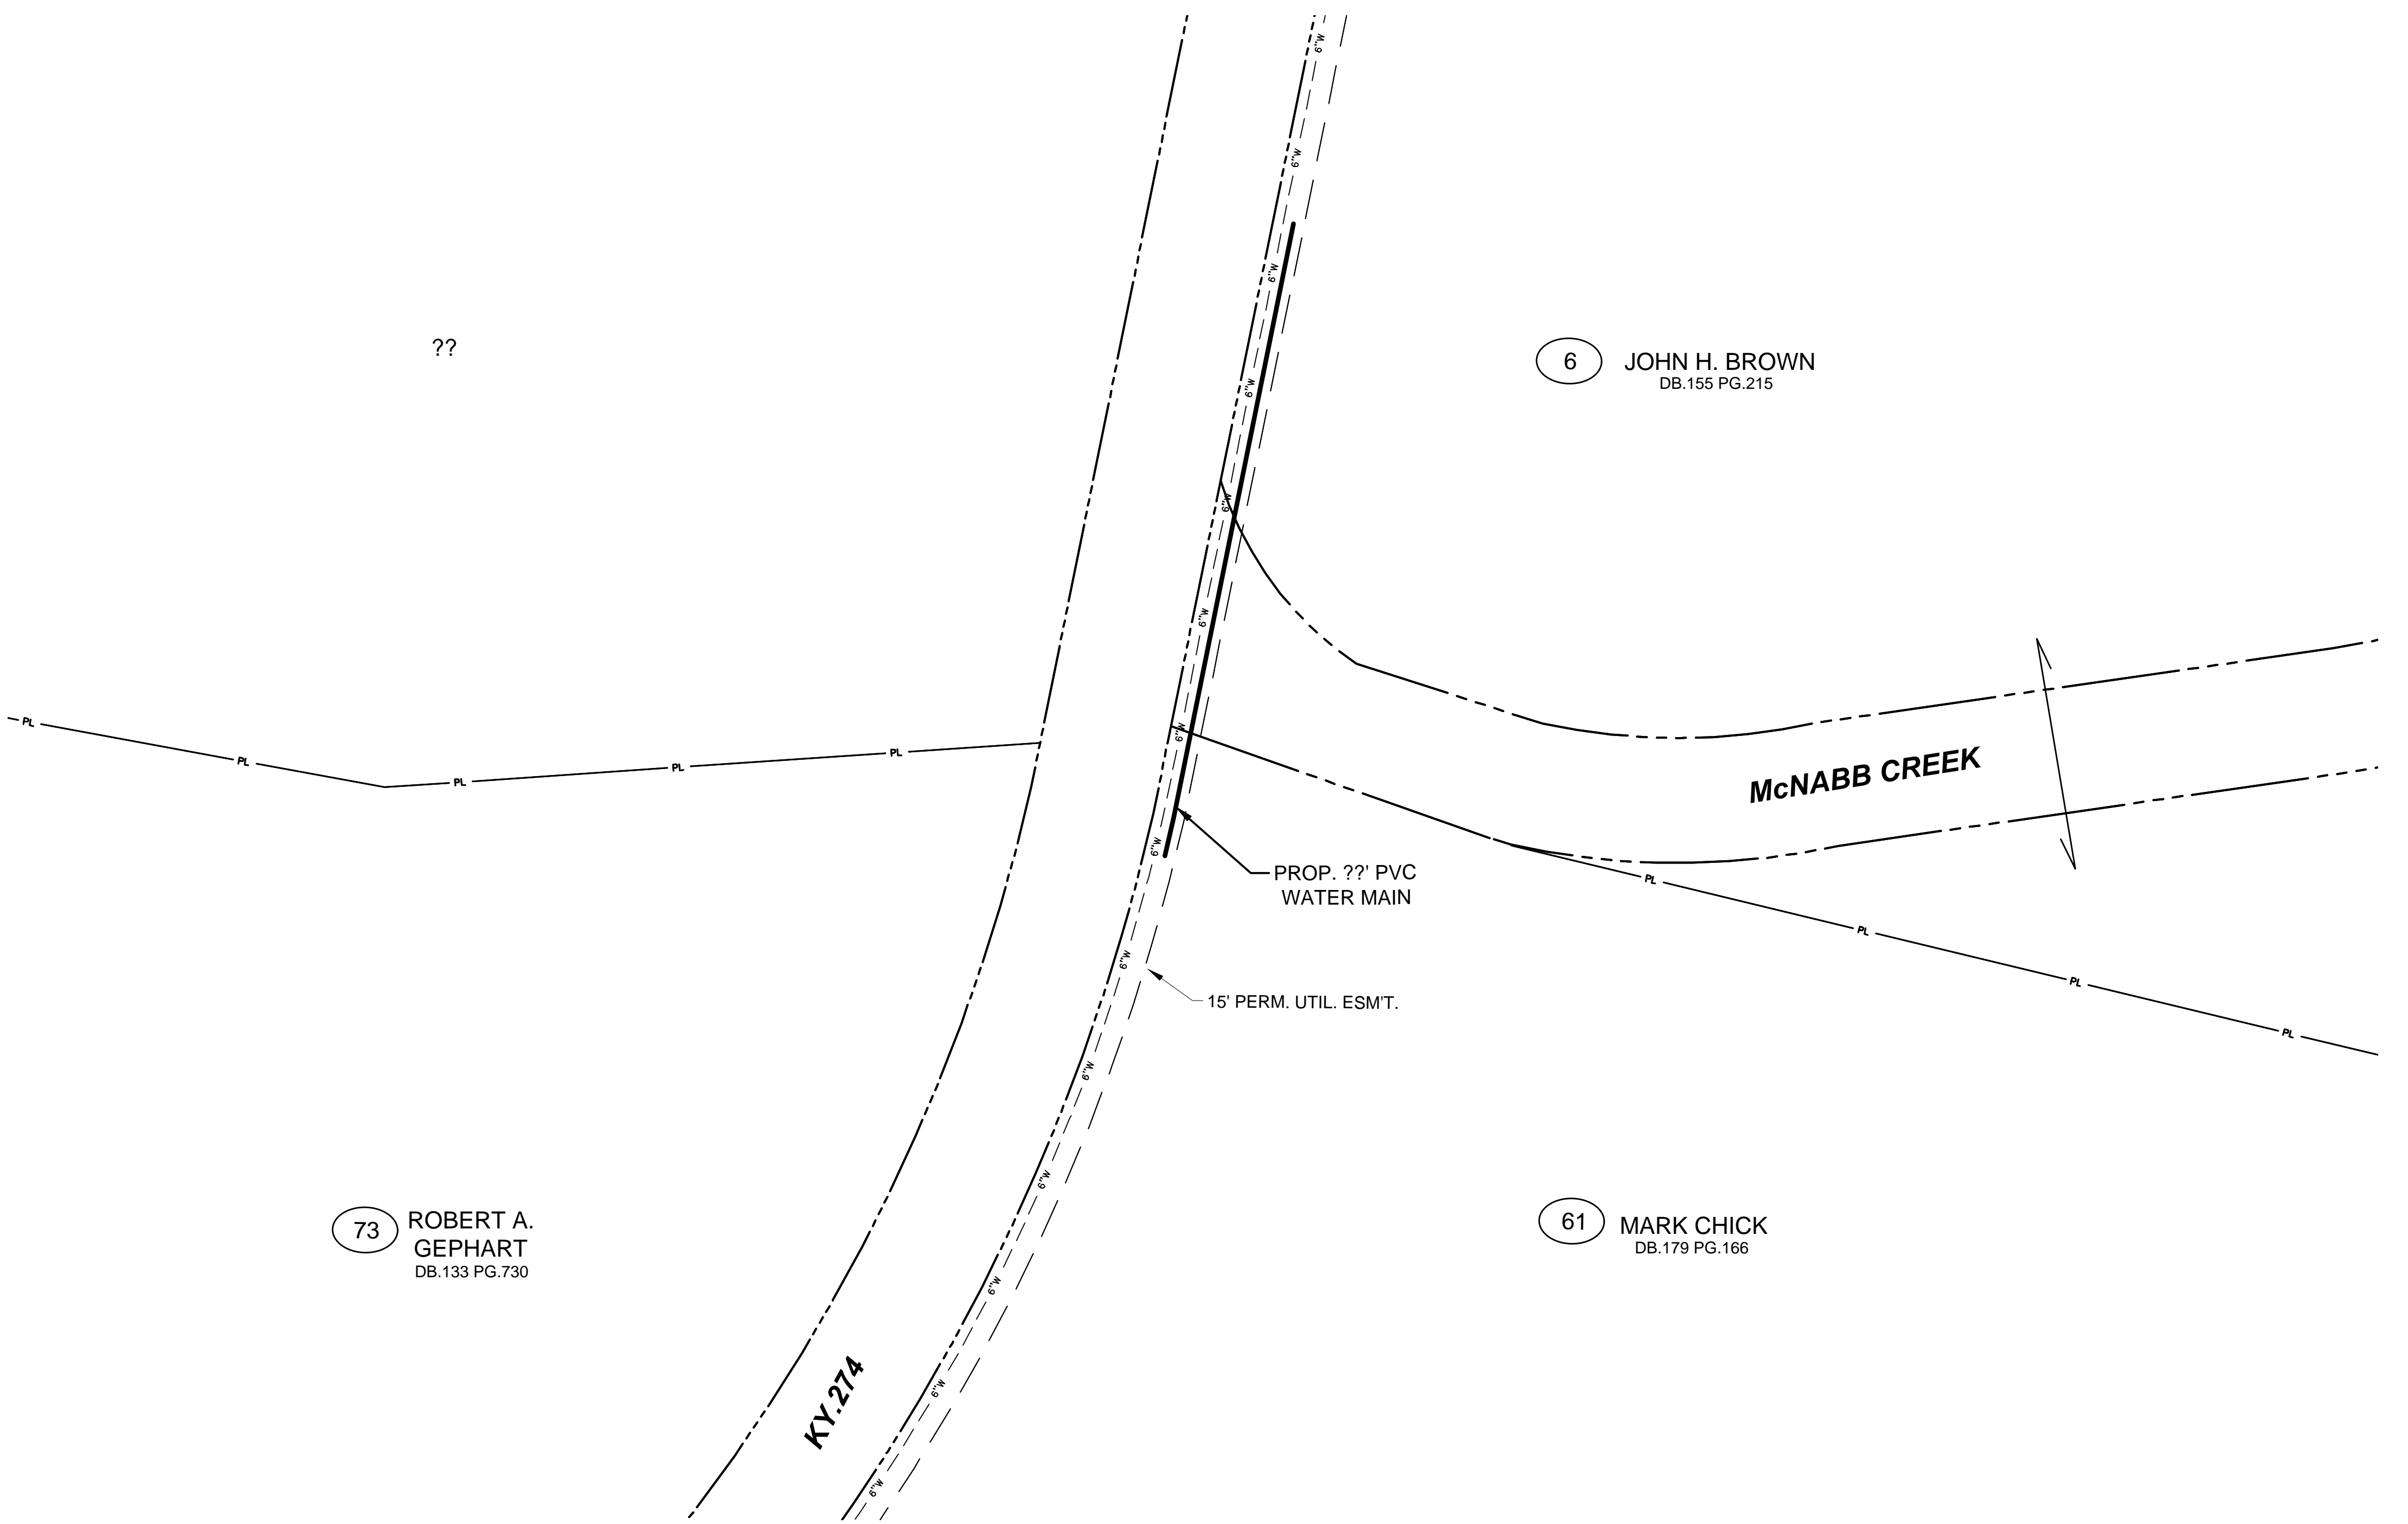 6"W
6"W
6"W
??
6 JOHN H. BROWN
DB.155 PG.215
6"W
6"W
6"W
PL
6"W
PL
PL
PL
PL
McNABB CREEK
6"W
PROP. ??' PVC
WATER MAIN
PL
PL
6"W
PL
15' PERM. UTIL. ESM'T.
PL
6"W
6"W
73 ROBERT A.
GEPHART
DB.133 PG.730
61 MARK CHICK
DB.179 PG.166
6"W
6"W
KY.274
6"W